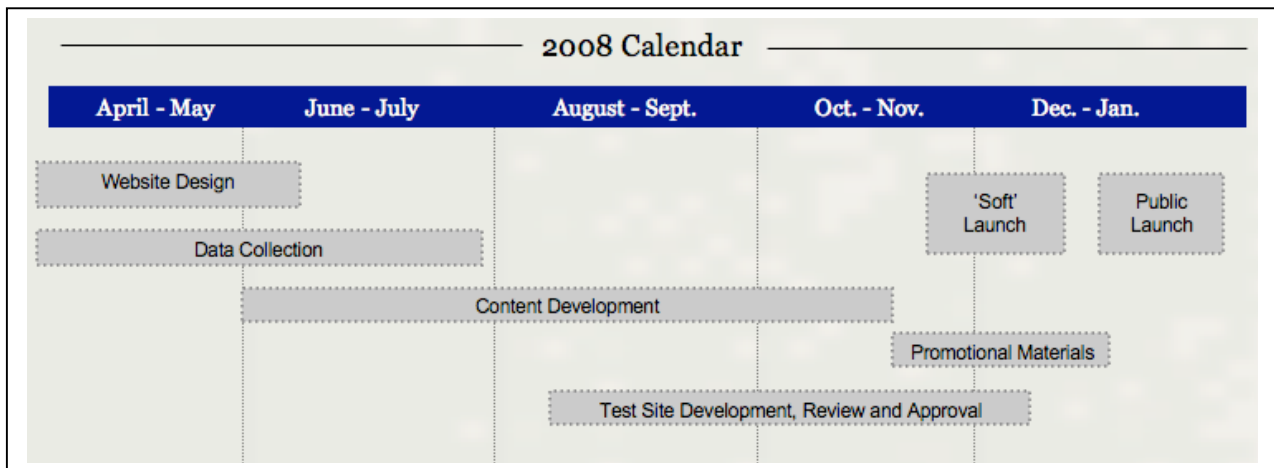 2008 Calendar
April - May June - July August - Sept. Oct. - Nov. Dec. - Jan.
Website Design
'Soft'
Launch
Public
Launch
Data Collection
Content Development
Promotional Materials
Test Site Development, Review and Approval